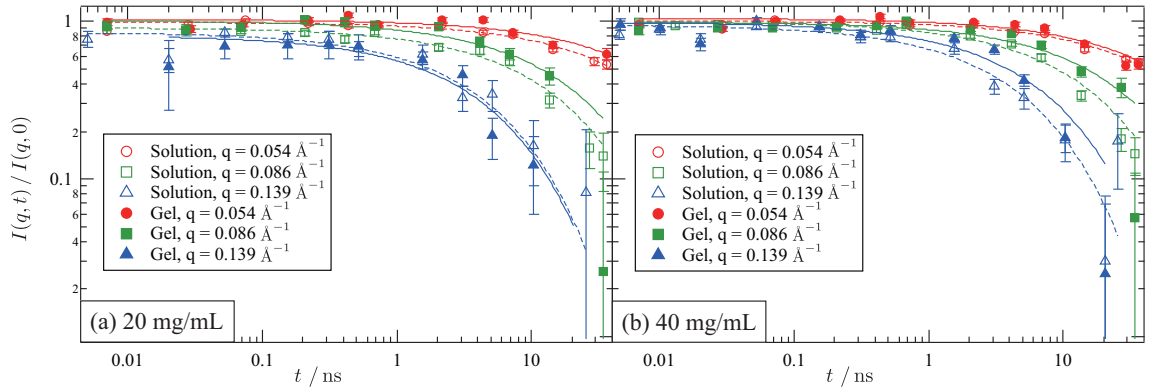 I(q,t) / I(q,0)
1
8
6
4
2
0.1
8
6
4
2
Solution, q = 0.054 Å⁻¹
Solution, q = 0.086 Å⁻¹
Solution, q = 0.139 Å⁻¹
Gel, q = 0.054 Å⁻¹
Gel, q = 0.086 Å⁻¹
Gel, q = 0.139 Å⁻¹
(a) 20 mg/mL
0.01 0.1 1 10
t / ns
Solution, q = 0.054 Å⁻¹
Solution, q = 0.086 Å⁻¹
Solution, q = 0.139 Å⁻¹
Gel, q = 0.054 Å⁻¹
Gel, q = 0.086 Å⁻¹
Gel, q = 0.139 Å⁻¹
(b) 40 mg/mL
0.01 0.1 1 10
t / ns